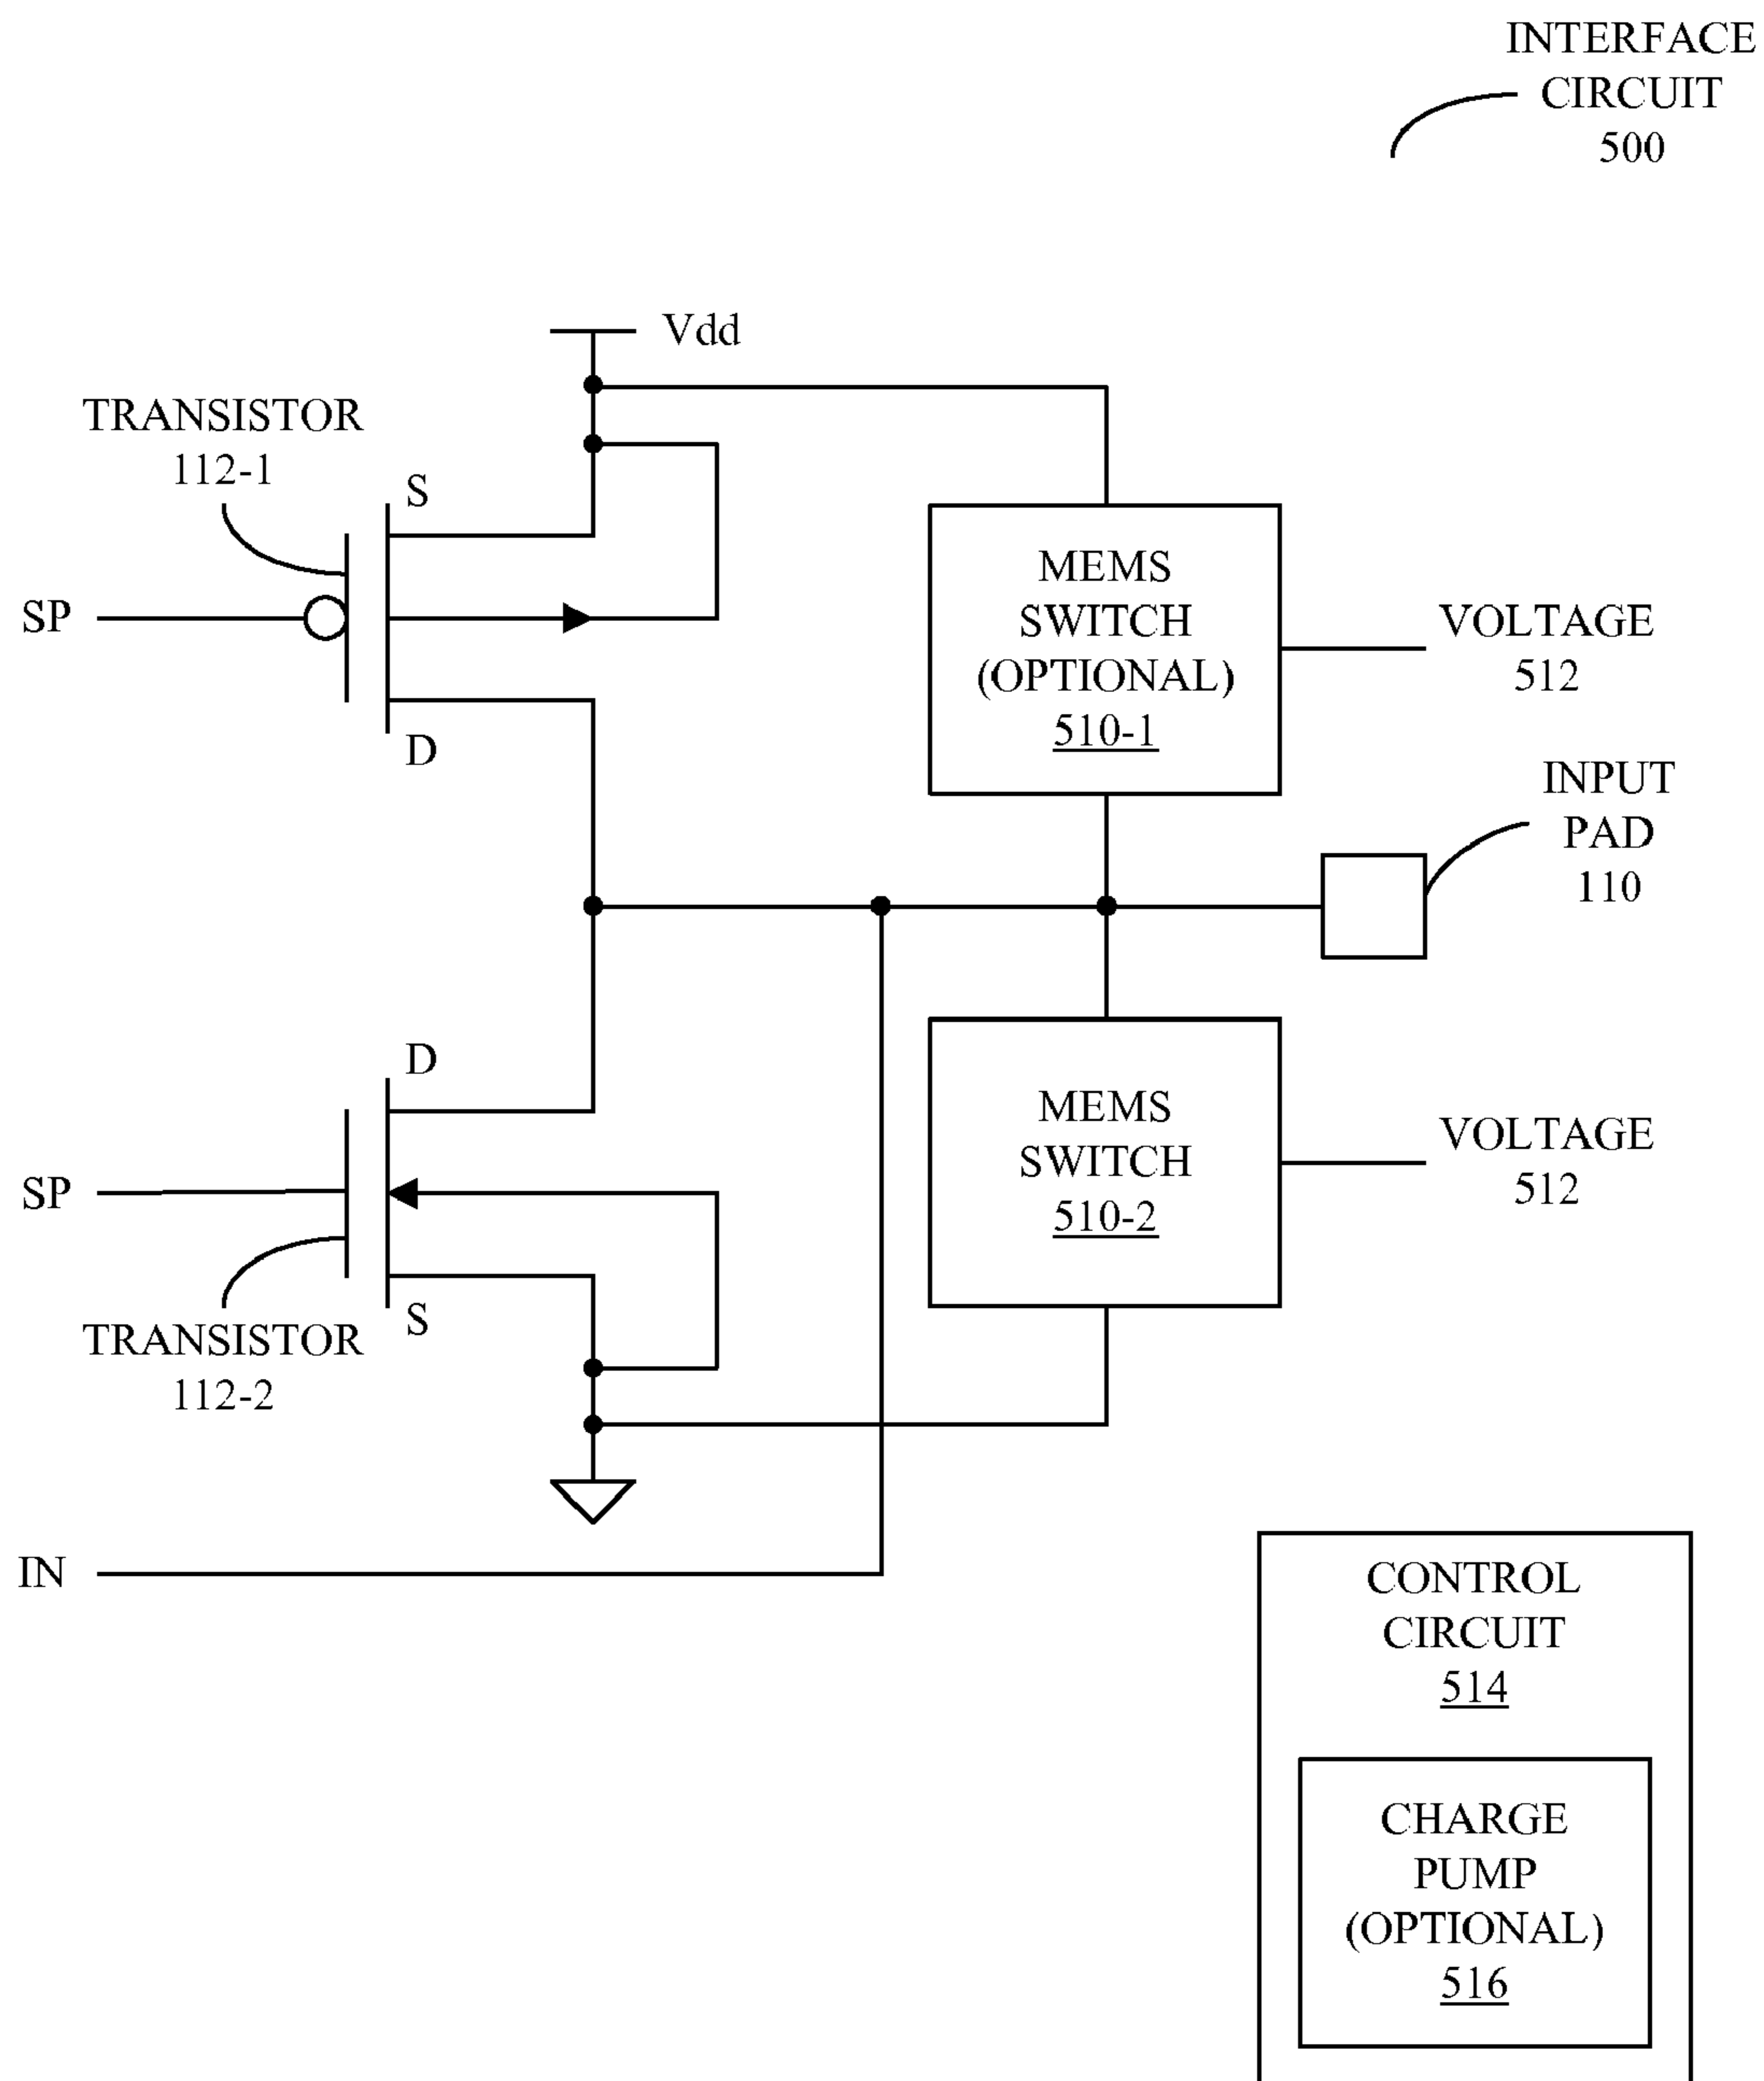 INTERFACE
CIRCUIT
500
Vdd
TRANSISTOR
112-1
S
SP
D
MEMS
SWITCH
(OPTIONAL)
510-1
VOLTAGE
512
INPUT
PAD
110
D
SP
S
TRANSISTOR
112-2
MEMS
SWITCH
510-2
VOLTAGE
512
IN
CONTROL
CIRCUIT
514
CHARGE
PUMP
(OPTIONAL)
516